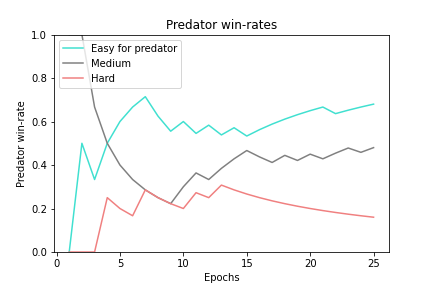 Predator win-rates
Easy for predator
Medium
Hard
Predator win-rate
1.0
0.8
0.6
0.4
0.2
0.0
0
5
10
15
20
25
Epochs